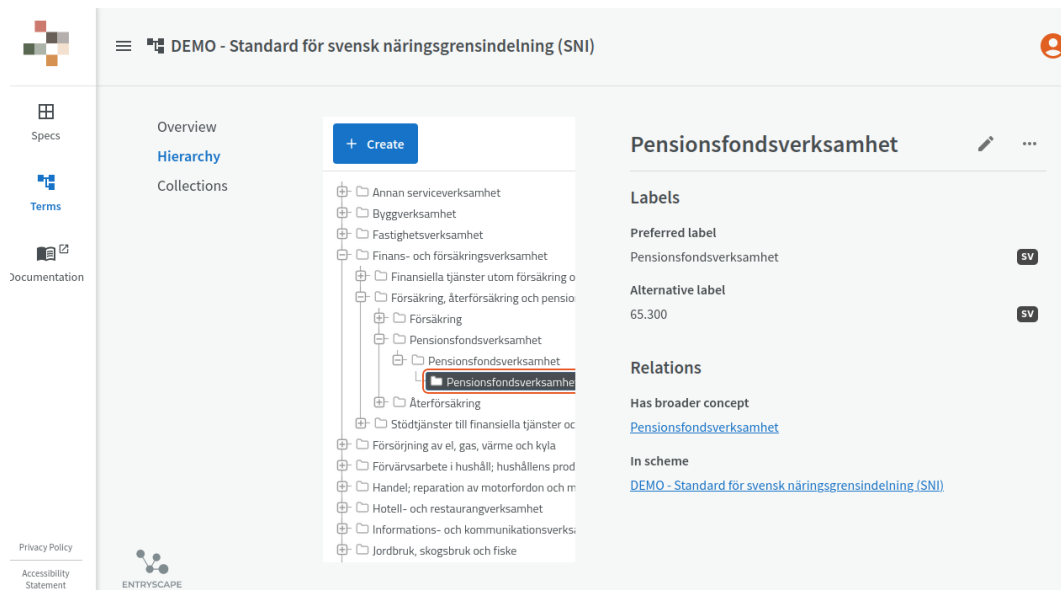 DEMO - Standard för svensk näringsgrensindelning (SNI)
Specs
Terms
Documentation
Privacy Policy
Accessibility
Statement
Overview
Hierarchy
Collections
ENTRYSCAPE
+ Create
Annan serviceverksamhet
Byggverksamhet
Fastighetsverksamhet
Finans- och försäkringsverksamhet
Finansiella tjänster utom försäkring o
Försäkring, återförsäkring och pensio
Försäkring
Pensionsfondsverksamhet
Pensionsfondsverksamhet
Pensionsfondsverksamhe
Återförsäkring
Stödtjänster till finansiella tjänster oc
Försörjning av el, gas, värme och kyla
Förvärvsarbete i hushåll; hushållens prod
Handel; reparation av motorfordon och m
Hotell- och restaurangverksamhet
Informations- och kommunikationsverksa
Jordbruk, skogsbruk och fiske
Pensionsfondsverksamhet
Labels
Preferred label
Pensionsfondsverksamhet SV
Alternative label
65.300 SV
Relations
Has broader concept
Pensionsfondsverksamhet
In scheme
DEMO - Standard för svensk näringsgrensindelning (SNI)